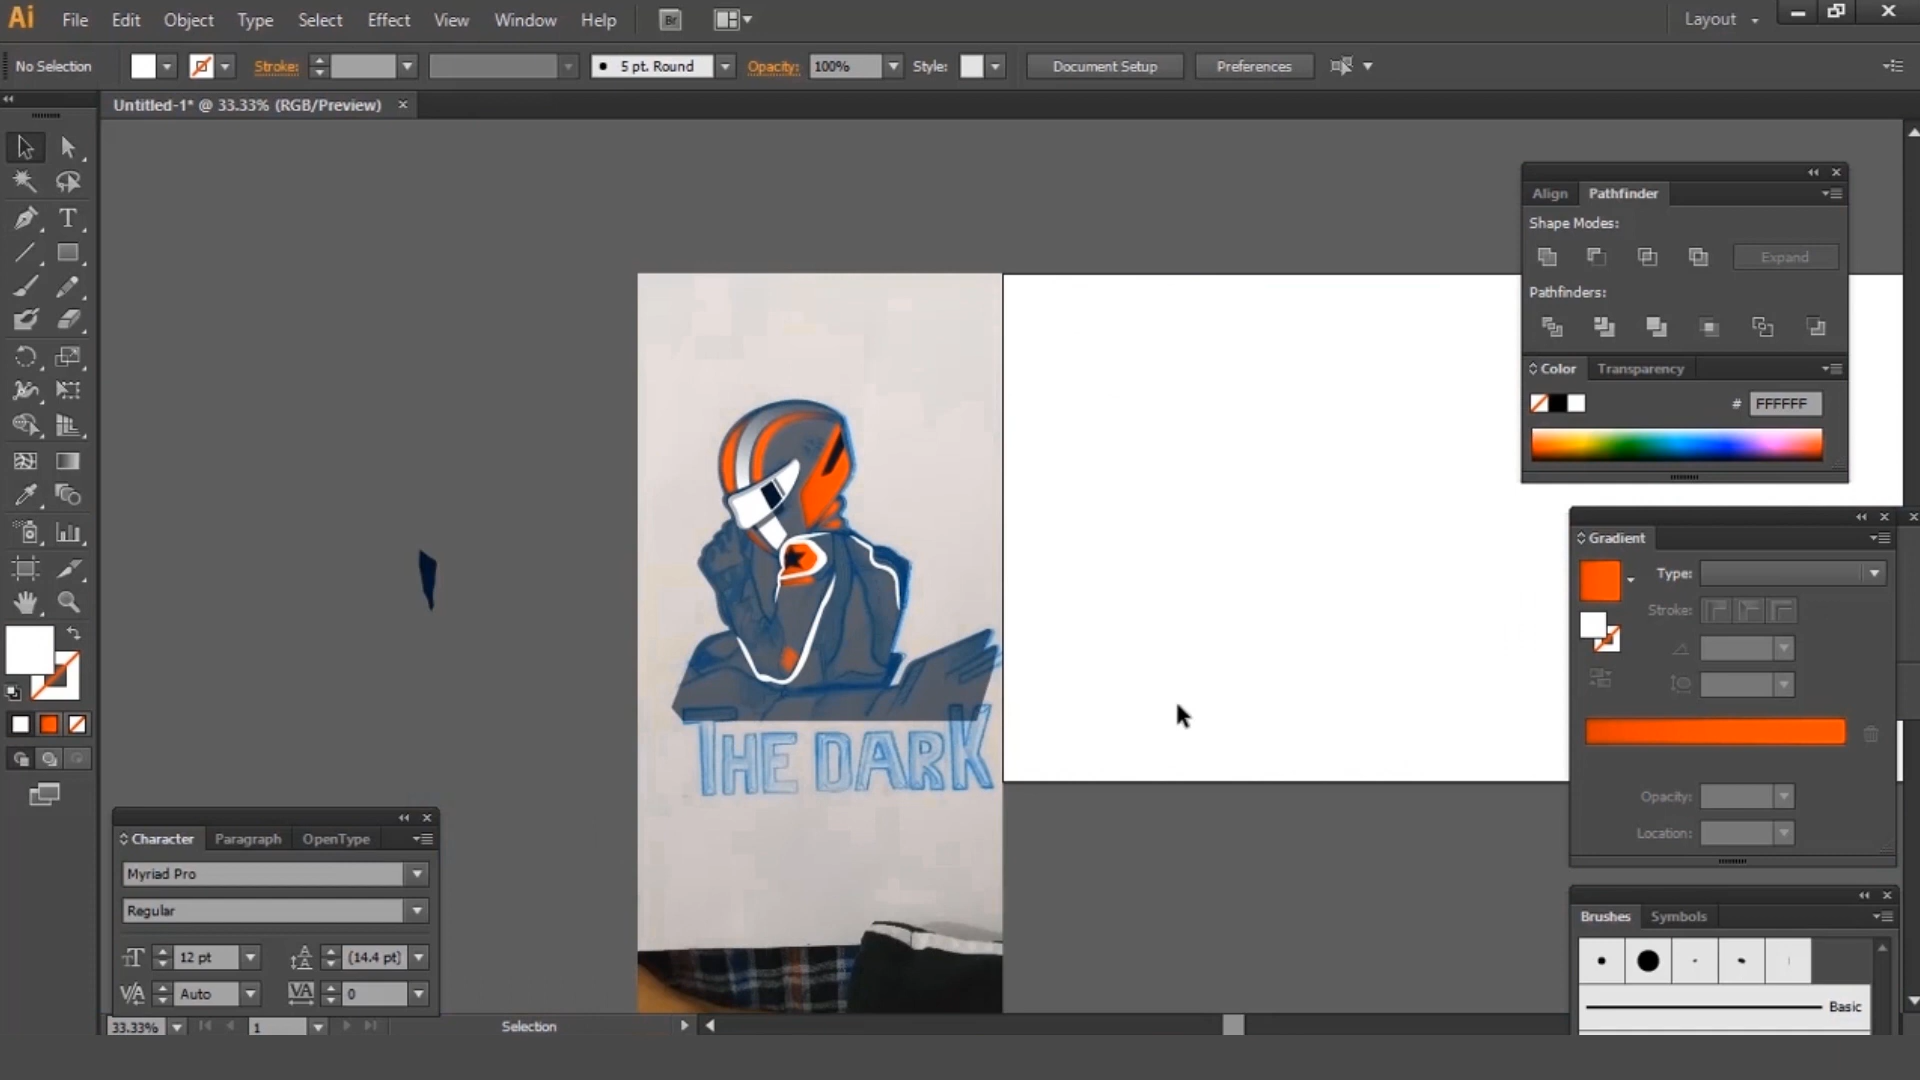 Ai File Edit Object Type Select Effect View Window Help Br Layout
No Selection Stroke: 5 pt. Round Opacity: 100% Style: Document Setup Preferences
Untitled-1* @ 33.33% (RGB/Preview)
Align Pathfinder
Shape Modes:
Expand
Pathfinders:
Color Transparency
# FFFFFF
Gradient
Type:
Stroke:
Opacity:
Location:
THE DARK
Character Paragraph OpenType
Myriad Pro
Regular
12 pt (14.4 pt)
Auto 0
Brushes Symbols
Basic
33.33% 1 Selection